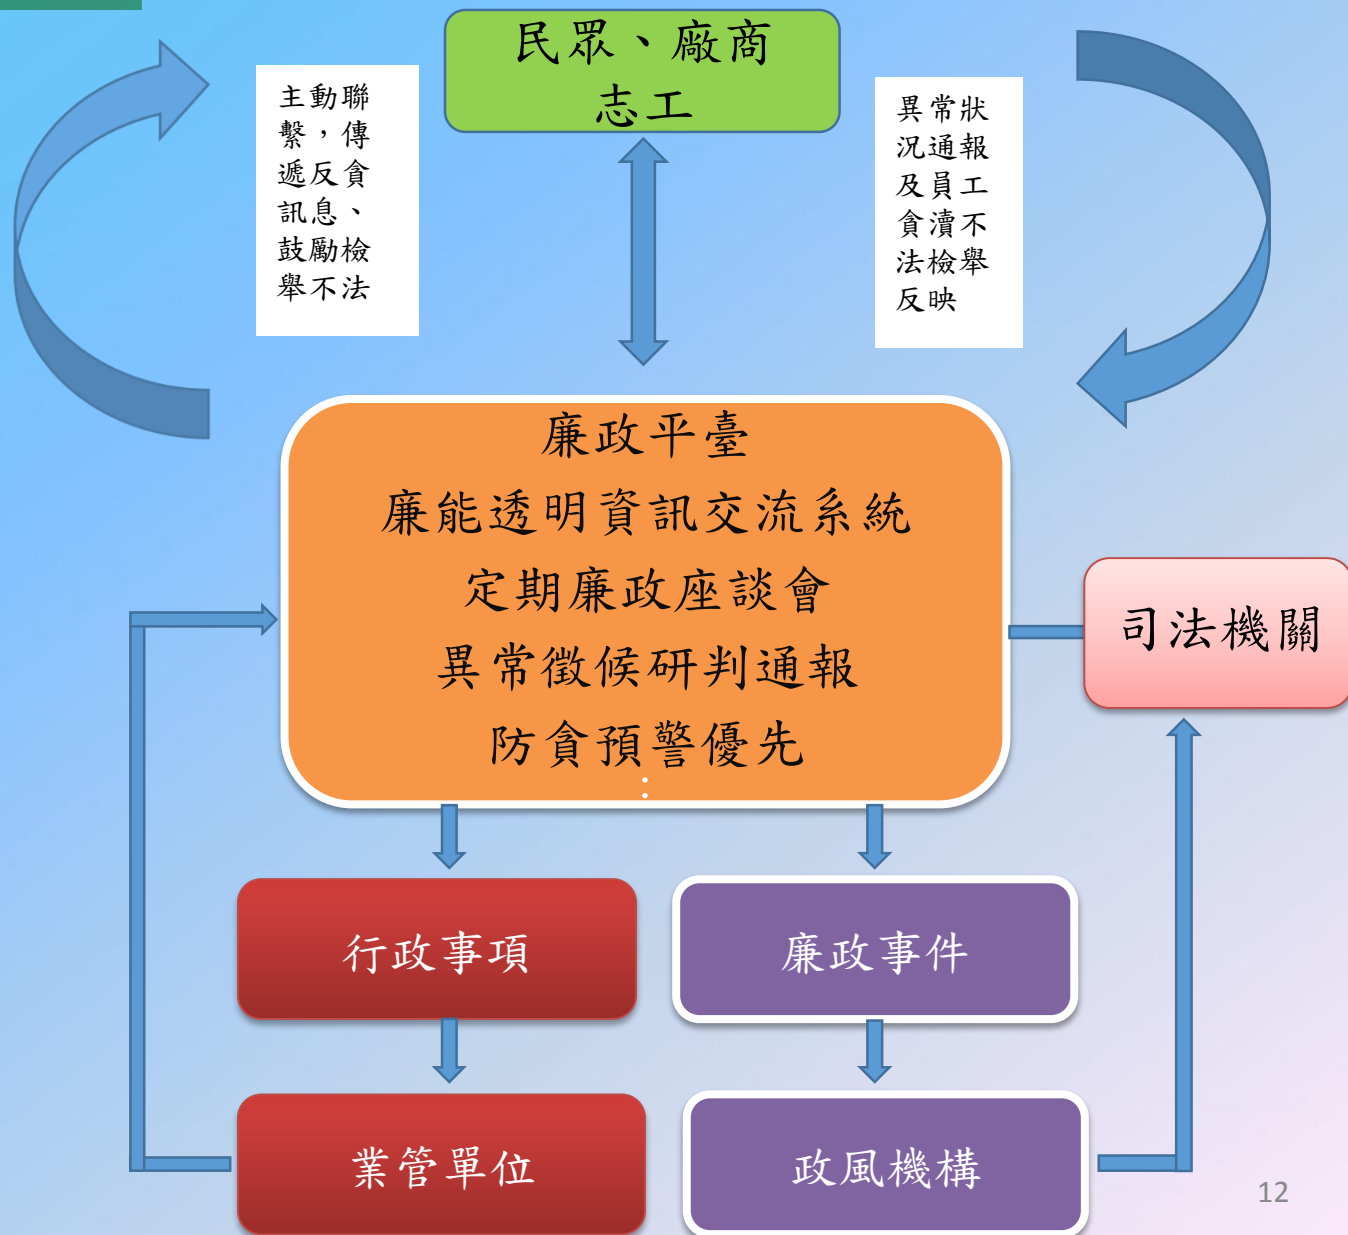 民眾、廠商
志工
主動聯
繫，傳
遞反貪
訊息、
鼓勵檢
舉不法
異常狀
況通報
及員工
貪瀆不
法檢舉
反映
廉政平臺
廉能透明資訊交流系統
定期廉政座談會
異常徵候研判通報
防貪預警優先
:
司法機關
行政事項
廉政事件
業管單位
政風機構
12